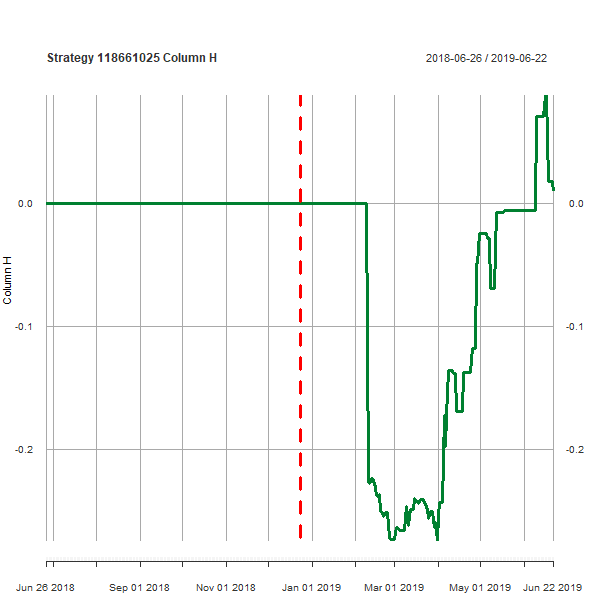 Strategy 118661025 Column H
2018-06-26 / 2019-06-22
0.0
0.0
-0.1
-0.1
-0.2
-0.2
Column H
Jun 26 2018
Sep 01 2018
Nov 01 2018
Jan 01 2019
Mar 01 2019
May 01 2019
Jun 22 2019